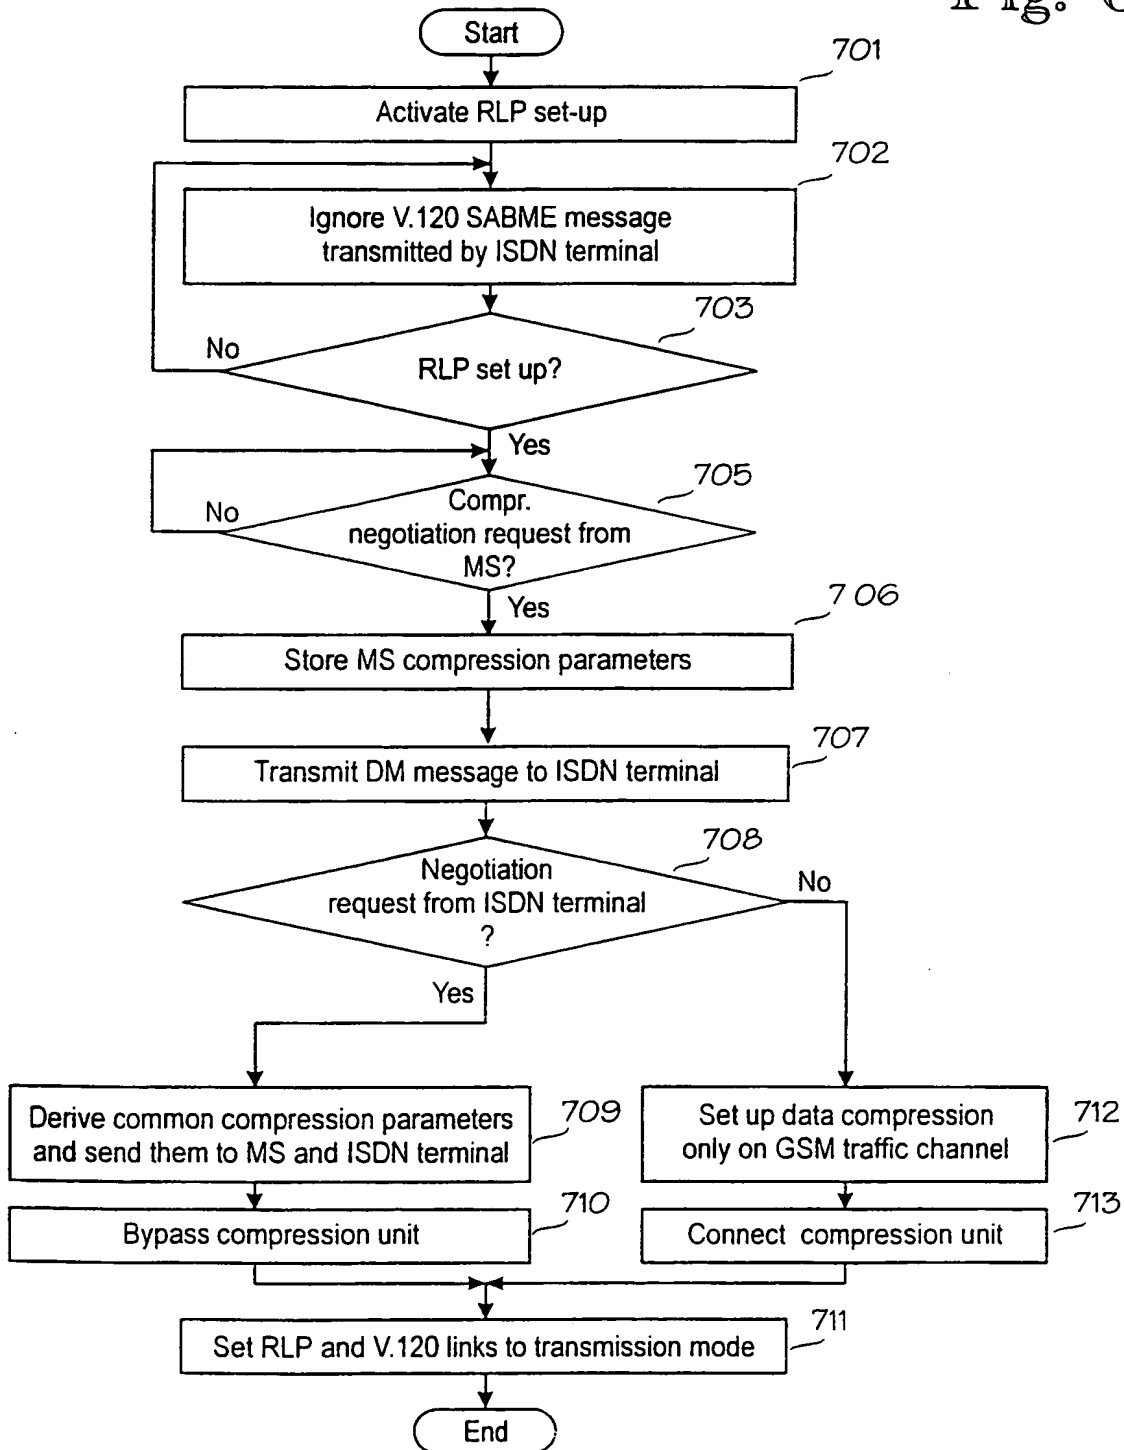 Fig.
Start
701
Activate RLP set-up
702
Ignore V.120 SABME message
transmitted by ISDN terminal
703
No
RLP set up?
Yes
705
No
Compr.
negotiation request from
MS?
Yes
706
Store MS compression parameters
707
Transmit DM message to ISDN terminal
708
Negotiation
request from ISDN terminal
?
No
Yes
Derive common compression parameters
and send them to MS and ISDN terminal
709
Set up data compression
only on GSM traffic channel
712
710
Bypass compression unit
713
Connect compression unit
711
Set RLP and V.120 links to transmission mode
End